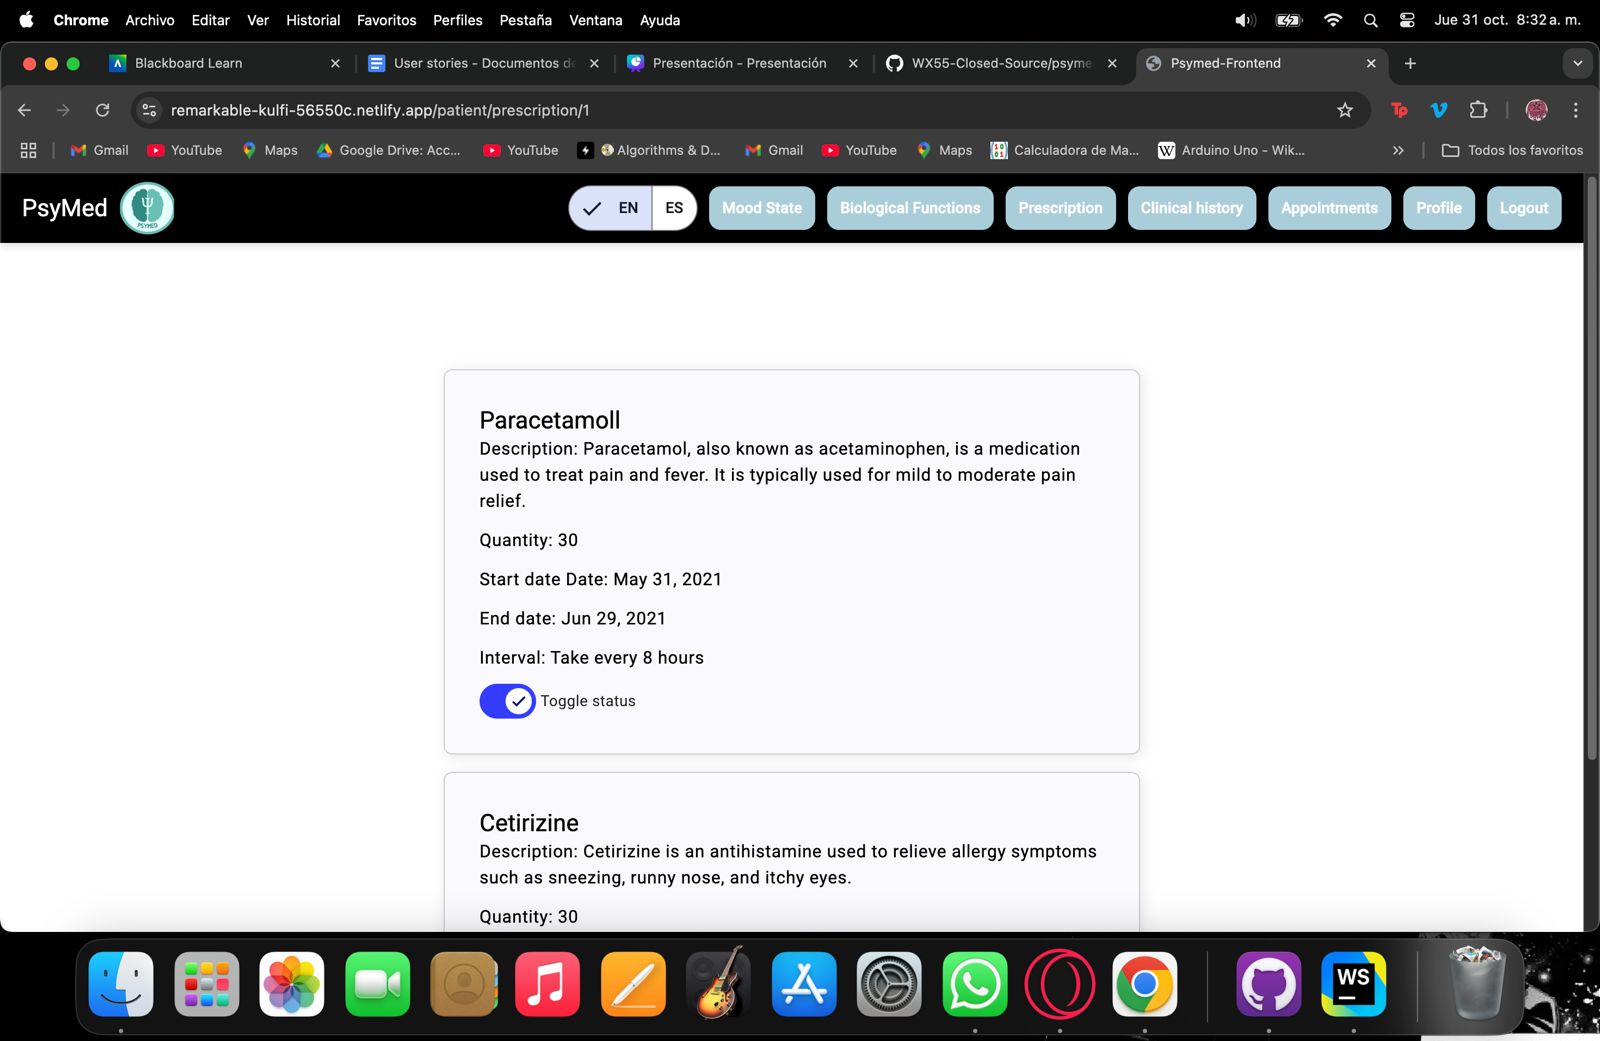 Chrome Archivo Editar Ver Historial Favoritos Perfiles Pestaña Ventana Ayuda Jue 31 oct. 8:32 a. m.
Blackboard Learn User stories - Documentos de Presentación - Presentación WX55-Closed-Source/psyme Psymed-Frontend
remarkable-kulfi-56550c.netlify.app/patient/prescription/1 Tp
Gmail YouTube Maps Google Drive: Acc... YouTube Algorithms & D... Gmail YouTube Maps Calculadora de Ma... W Arduino Uno - Wik... Todos los favoritos
PsyMed PSYMED EN ES Mood State Biological Functions Prescription Clinical history Appointments Profile Logout
Paracetamoll
Description: Paracetamol, also known as acetaminophen, is a medication
used to treat pain and fever. It is typically used for mild to moderate pain
relief.
Quantity: 30
Start date Date: May 31, 2021
End date: Jun 29, 2021
Interval: Take every 8 hours
Toggle status
Cetirizine
Description: Cetirizine is an antihistamine used to relieve allergy symptoms
such as sneezing, runny nose, and itchy eyes.
Quantity: 30
WS